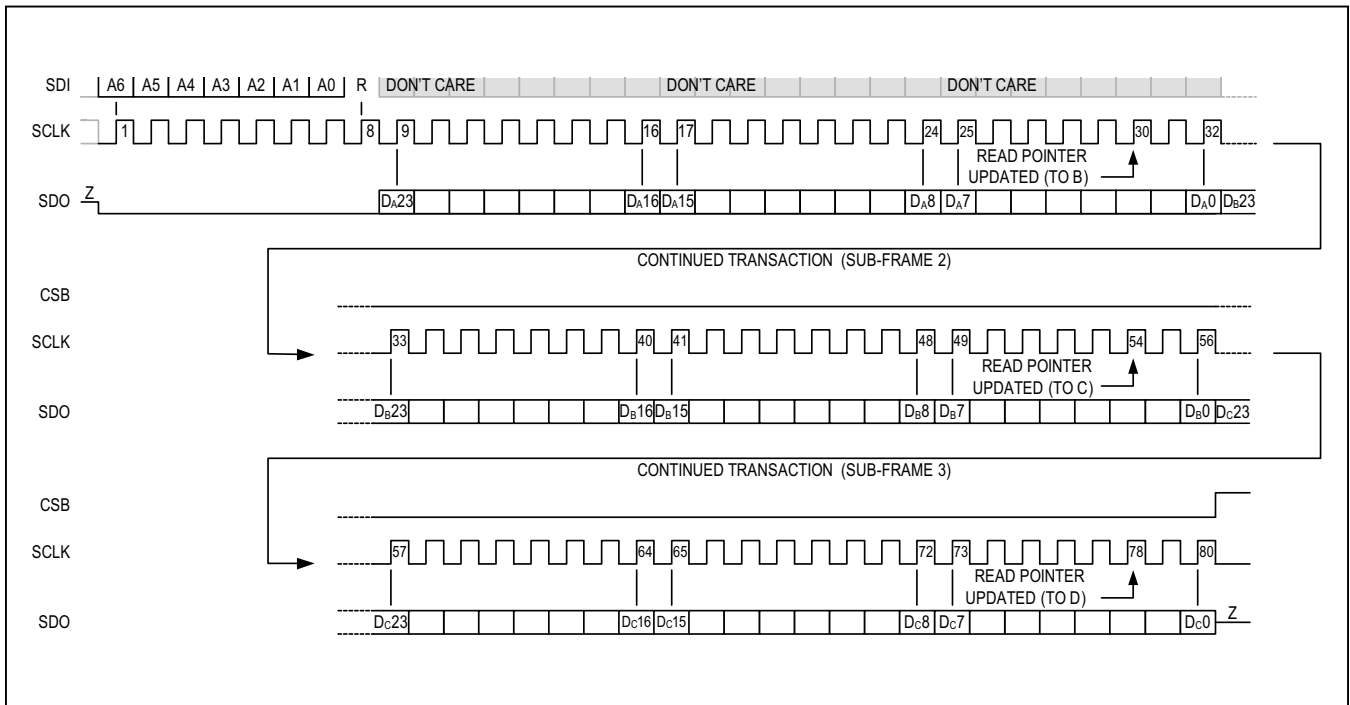 SDI A6 A5 A4 A3 A2 A1 A0 R DON'T CARE DON'T CARE DON'T CARE
SCLK 1 8 9 16 17 24 25 30 32
READ POINTER
UPDATED (TO B)
SDO Z DA23 DA16 DA15 DA8 DA7 DA0 DB23
CONTINUED TRANSACTION (SUB-FRAME 2)
CSB
SCLK 33 40 41 48 49 54 56
READ POINTER
UPDATED (TO C)
SDO DB23 DB16 DB15 DB8 DB7 DB0 DC23
CONTINUED TRANSACTION (SUB-FRAME 3)
CSB
SCLK 57 64 65 72 73 78 80
READ POINTER
UPDATED (TO D)
SDO DC23 DC16 DC15 DC8 DC7 DC0 Z